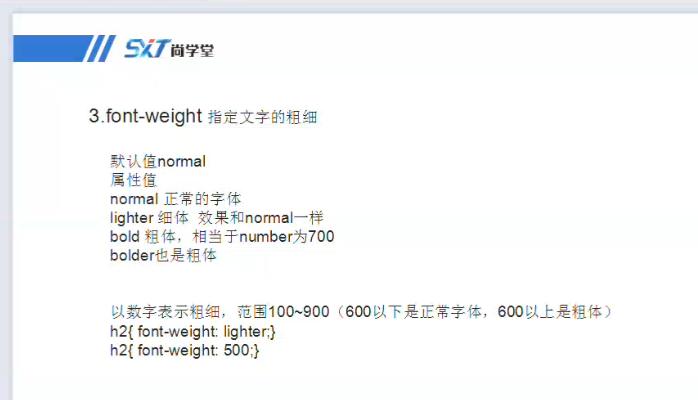 SXT尚学堂
3.font-weight 指定文字的粗细
默认值normal
属性值
normal 正常的字体
lighter 细体 效果和normal一样
bold 粗体，相当于number为700
bolder也是粗体
以数字表示粗细，范围100~900（600以下是正常字体，600以上是粗体）
h2{ font-weight: lighter;}
h2{ font-weight: 500;}